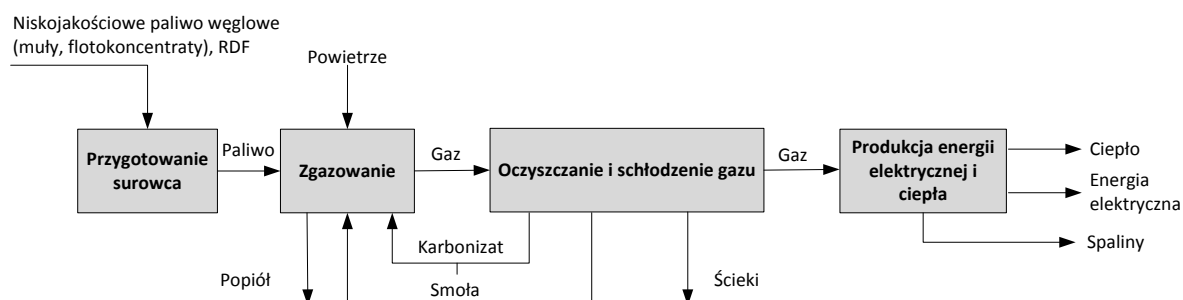 Niskojakościowe paliwo węglowe
(muły, flotokoncentraty), RDF
Powietrze
Przygotowanie
surowca
Paliwo
Zgazowanie
Gaz
Oczyszczanie i schłodzenie gazu
Gaz
Produkcja energii
elektrycznej i
ciepła
Ciepło
Energia
elektryczna
Spaliny
Karbonizat
Popiół
Smoła
Ścieki